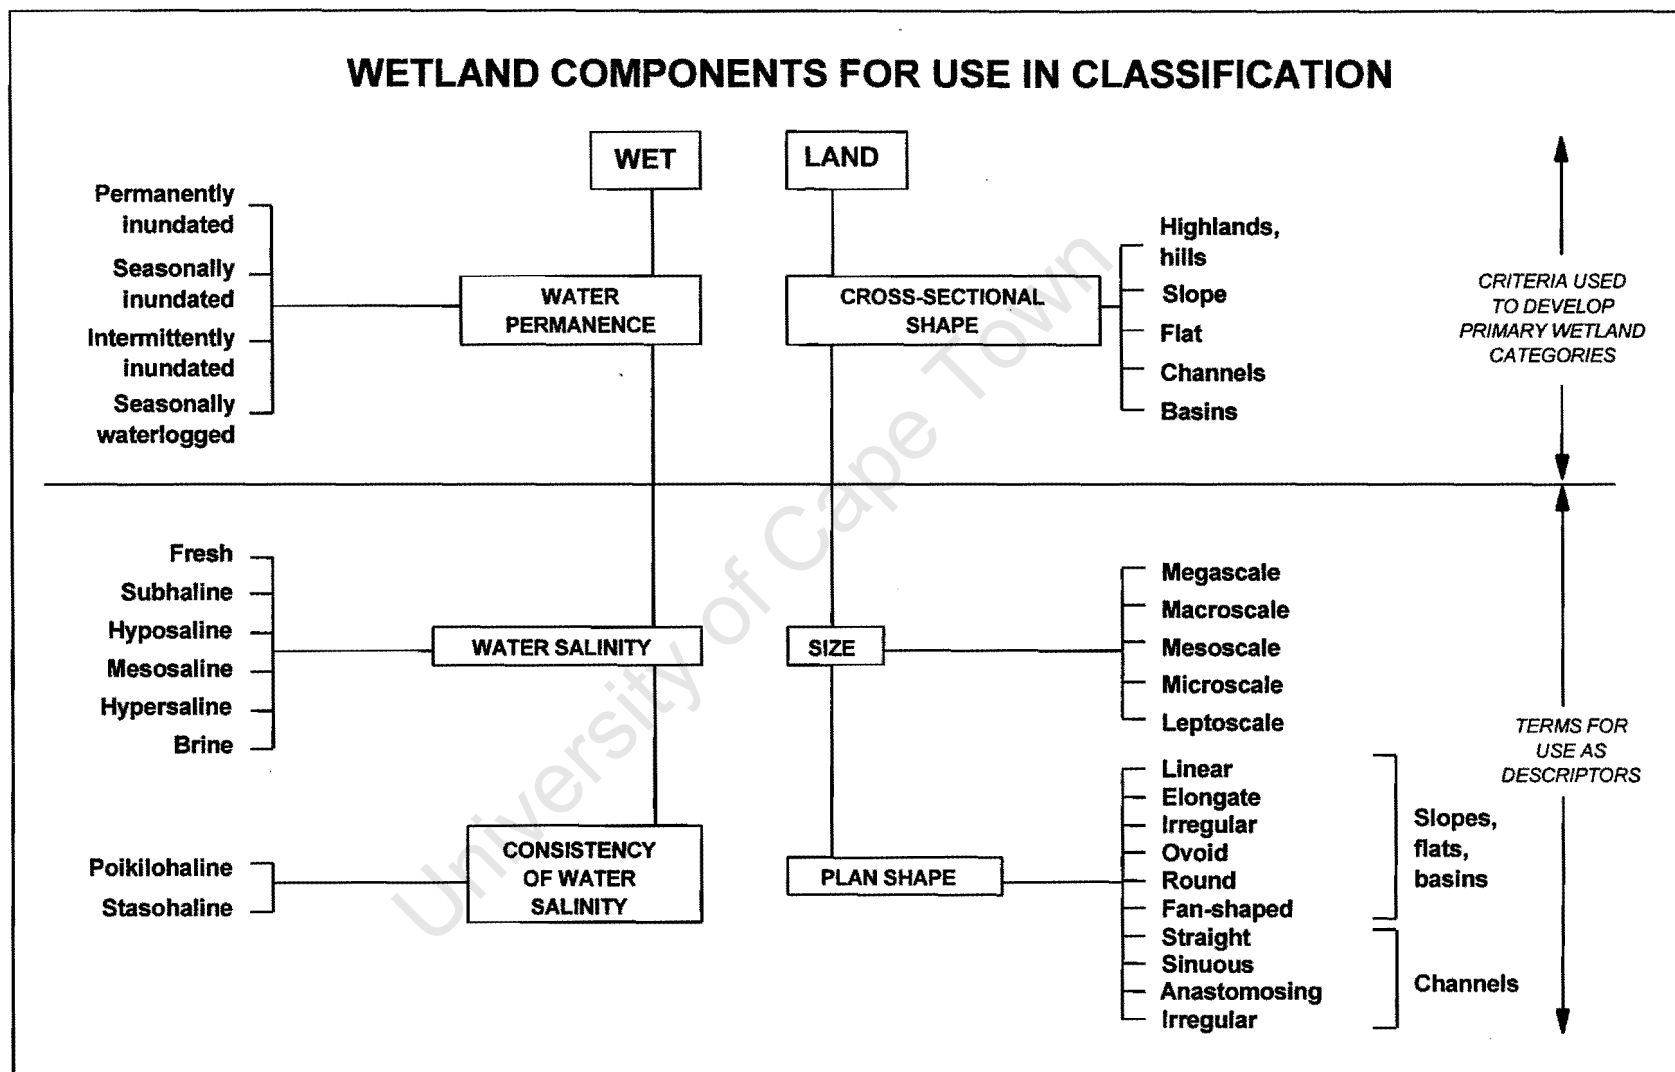 WETLAND COMPONENTS FOR USE IN CLASSIFICATION
WET
LAND
Permanently
inundated
Seasonally
inundated
Intermittently
inundated
Seasonally
waterlogged
WATER
PERMANENCE
CROSS-SECTIONAL
SHAPE
Highlands,
hills
Slope
Flat
Channels
Basins
CRITERIA USED
TO DEVELOP
PRIMARY WETLAND
CATEGORIES
Fresh
Subhaline
Hyposaline
Mesosaline
Hypersaline
Brine
WATER SALINITY
SIZE
Megascale
Macroscale
Mesoscale
Microscale
Leptoscale
TERMS FOR
USE AS
DESCRIPTORS
Poikilohaline
Stasohaline
CONSISTENCY
OF WATER
SALINITY
PLAN SHAPE
Linear
Elongate
Irregular
Ovoid
Round
Fan-shaped
Straight
Sinuous
Anastomosing
Irregular
Slopes,
flats,
basins
Channels
University of Cape Town